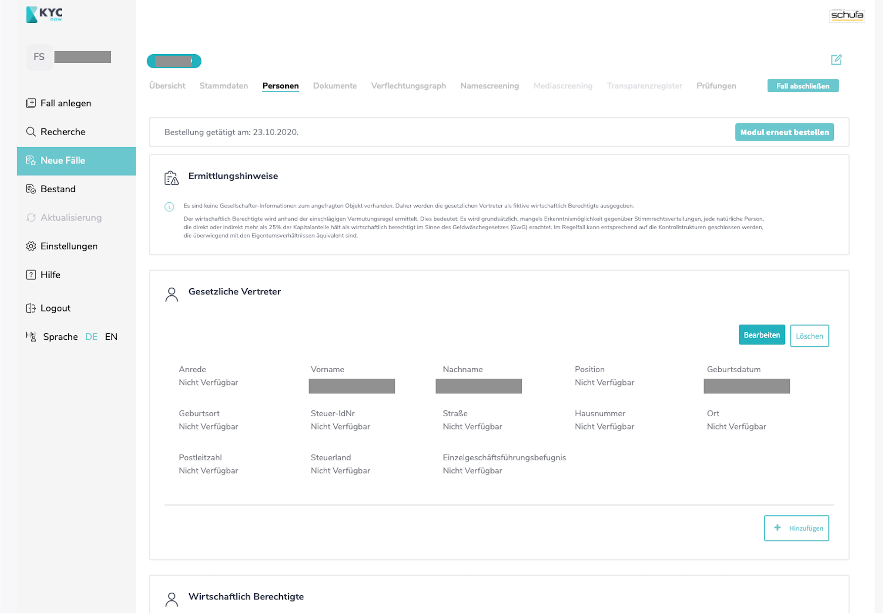 KYC
now
schufa
FS
Übersicht Stammdaten Personen Dokumente Verflechtungsgraph Namescreening Mediascreening Transparenzregister Prüfungen Fall abschließen
Fall anlegen
Recherche
Neue Fälle
Bestand
Aktualisierung
Einstellungen
Hilfe
Logout
Sprache DE EN
Bestellung getätigt am: 23.10.2020. Modul erneut bestellen
Ermittlungshinweise
Es sind keine Gesellschafter-Informationen zum angefragten Objekt vorhanden. Daher werden die gesetzlichen Vertreter als fiktive wirtschaftlich Berechtigte ausgegeben.
Der wirtschaftlich Berechtigte wird anhand der einschlägigen Vermutungsregel ermittelt. Dies bedeutet: Es wird grundsätzlich, mangels Erkenntnismöglichkeit gegenüber Stimmrechtsverteilungen, jede natürliche Person,
die direkt oder indirekt mehr als 25% der Kapitalanteile hält als wirtschaftlich berechtigt im Sinne des Geldwäschegesetzes (GwG) erachtet. Im Regelfall kann entsprechend auf die Kontrollstrukturen geschlossen werden,
die überwiegend mit den Eigentumsverhältnissen äquivalent sind.
Gesetzliche Vertreter
Bearbeiten Löschen
Anrede Vorname Nachname Position Geburtsdatum
Nicht Verfügbar Nicht Verfügbar
Geburtsort Steuer-IdNr Straße Hausnummer Ort
Nicht Verfügbar Nicht Verfügbar Nicht Verfügbar Nicht Verfügbar Nicht Verfügbar
Postleitzahl Steuerland Einzelgeschäftsführungsbefugnis
Nicht Verfügbar Nicht Verfügbar Nicht Verfügbar
+ Hinzufügen
Wirtschaftlich Berechtigte